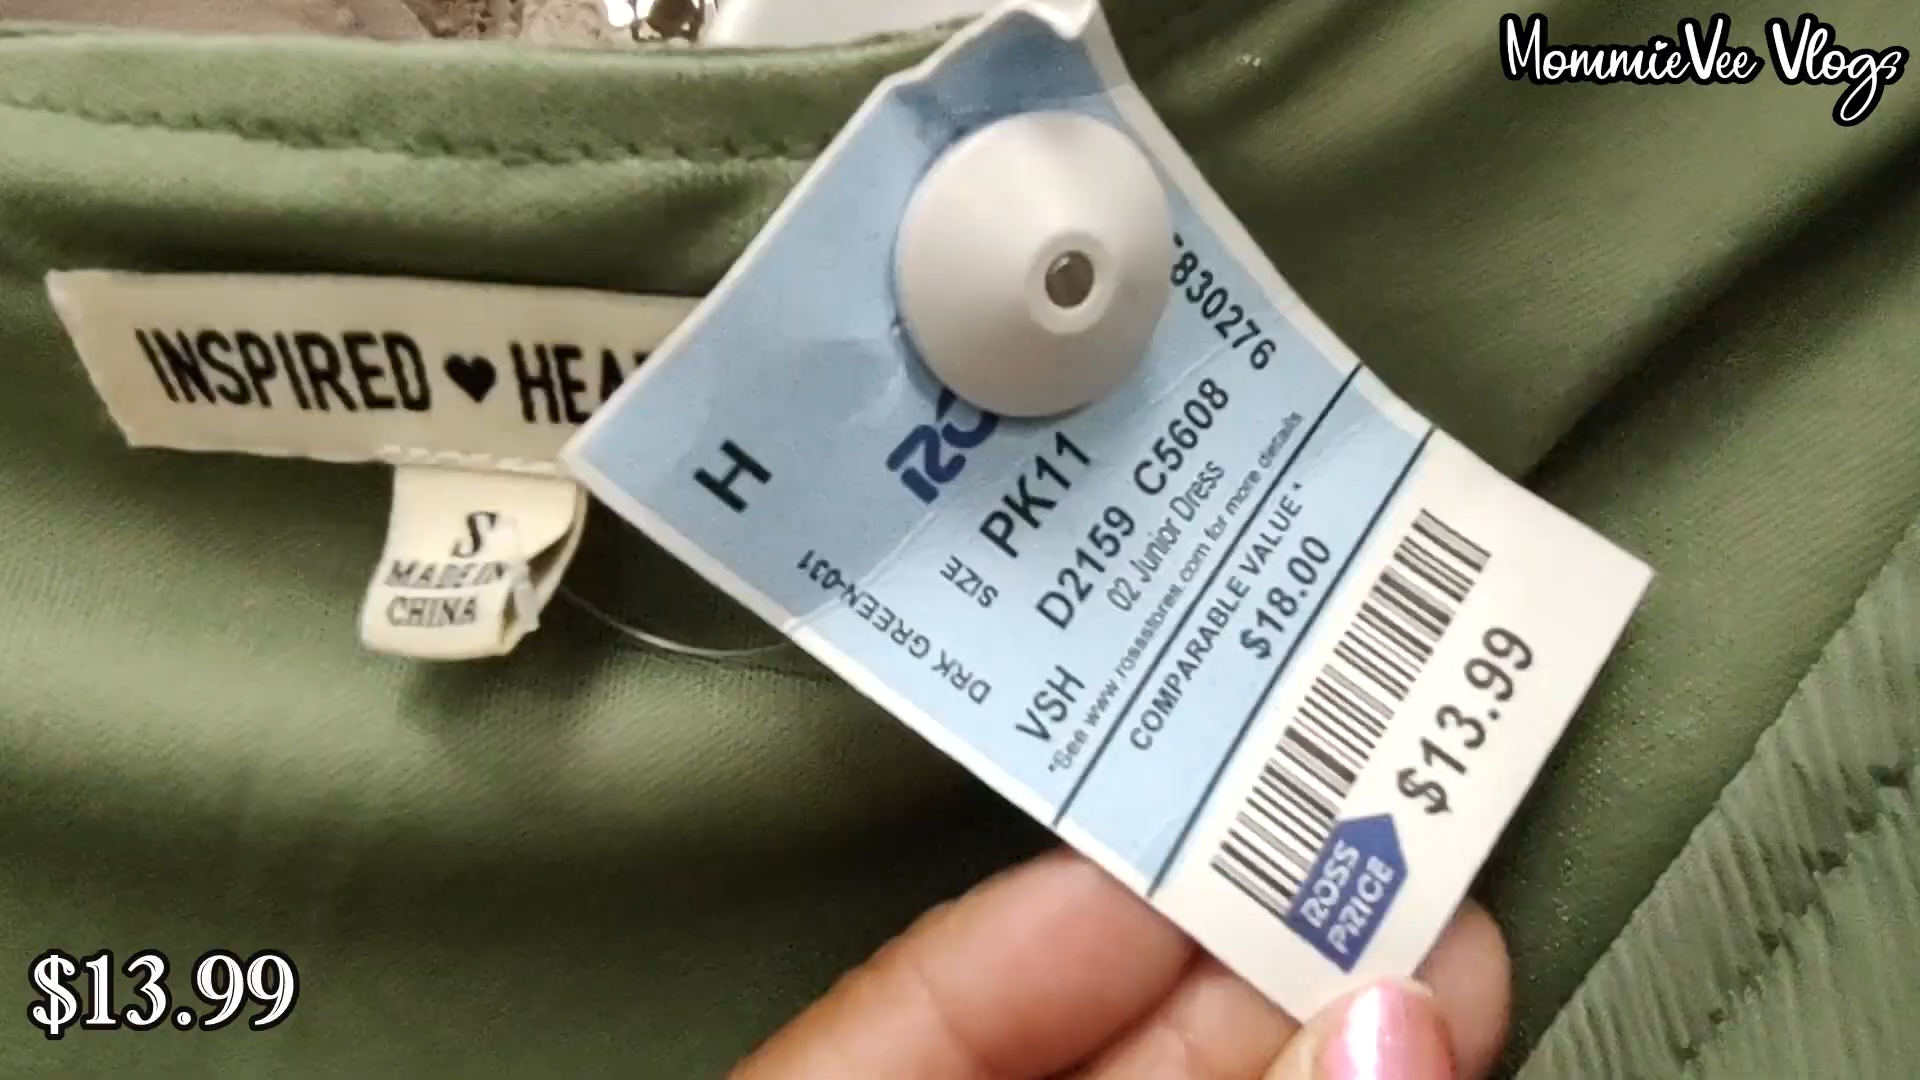 MommieVee Vlogs
INSPIRED ♥
S
MADE IN
CHINA
H
830276
SIZE PK11
D2159 C5608
02 Junior Dress
DRK GREEN-031
VSH
*See www.rossstores.com for more details
COMPARABLE VALUE *
$18.00
$13.99
ROSS
PRICE
$13.99